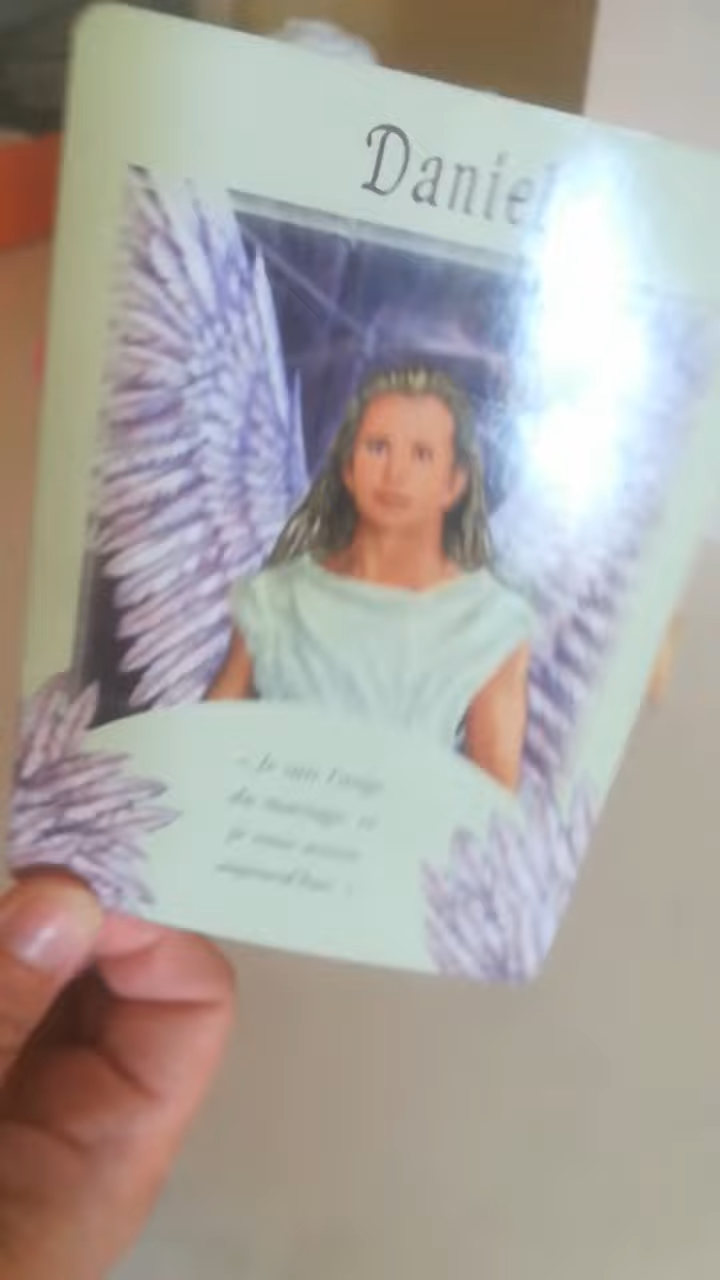 Daniel
« Je suis l'ange
du mariage et
je vous assiste
aujourd'hui. »